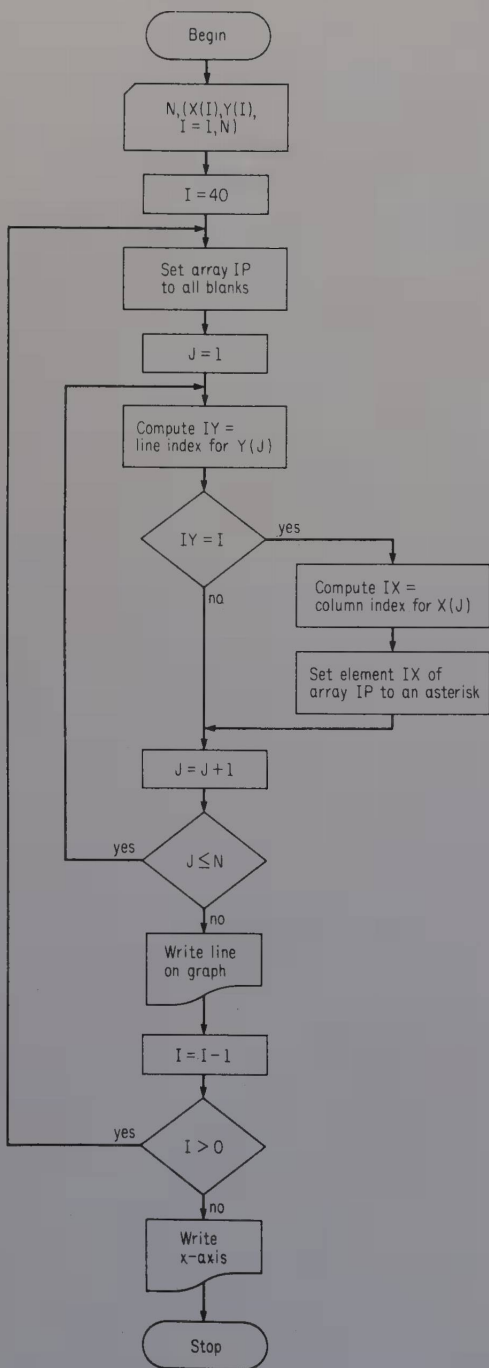 Begin
N,(X(I),Y(I),
I = 1,N)
I = 40
Set array IP
to all blanks
J = 1
Compute IY =
line index for Y(J)
IY = I
yes
no
Compute IX =
column index for X(J)
Set element IX of
array IP to an asterisk
J = J + 1
J ≤ N
yes
no
Write line
on graph
I = I – 1
I > 0
yes
no
Write
x-axis
Stop